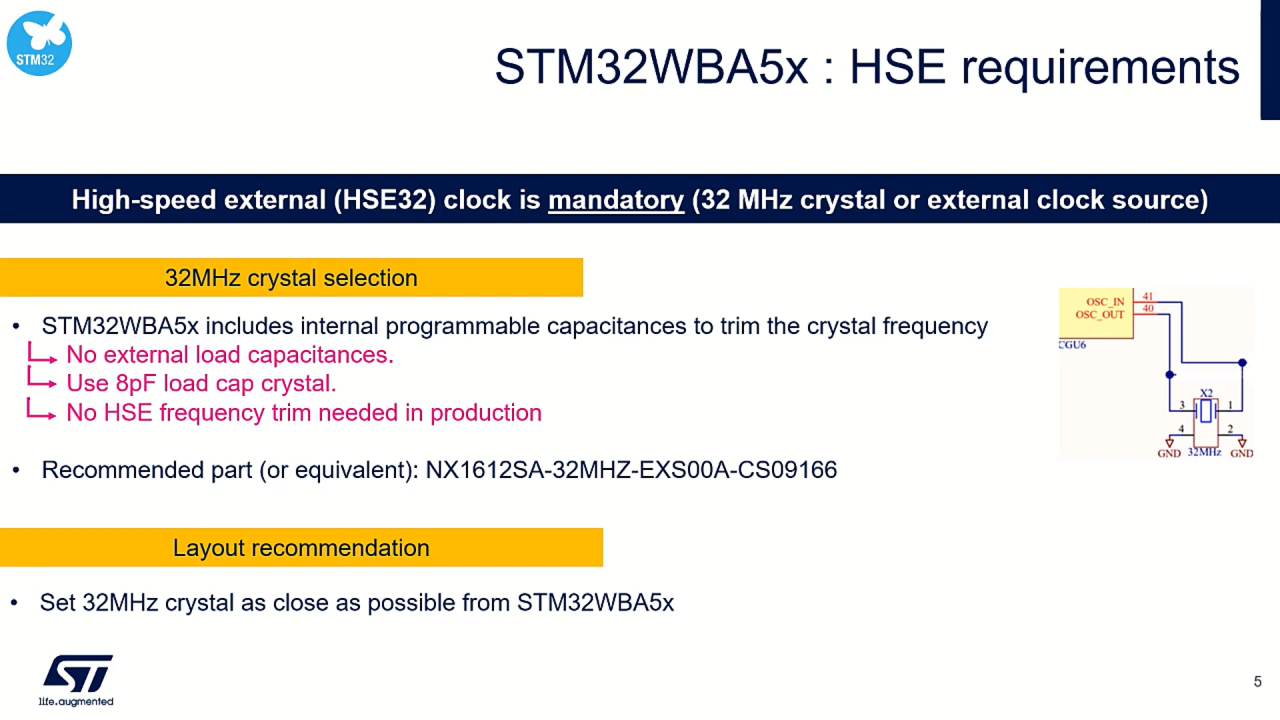 STM32
STM32WBA5x : HSE requirements
High-speed external (HSE32) clock is mandatory (32 MHz crystal or external clock source)
32MHz crystal selection
• STM32WBA5x includes internal programmable capacitances to trim the crystal frequency
No external load capacitances.
Use 8pF load cap crystal.
No HSE frequency trim needed in production
• Recommended part (or equivalent): NX1612SA-32MHZ-EXS00A-CS09166
OSC_IN 41
OSC_OUT 40
CGU6
X2
3 1
4 2
GND 32MHz GND
Layout recommendation
• Set 32MHz crystal as close as possible from STM32WBA5x
ST
life.augmented
5